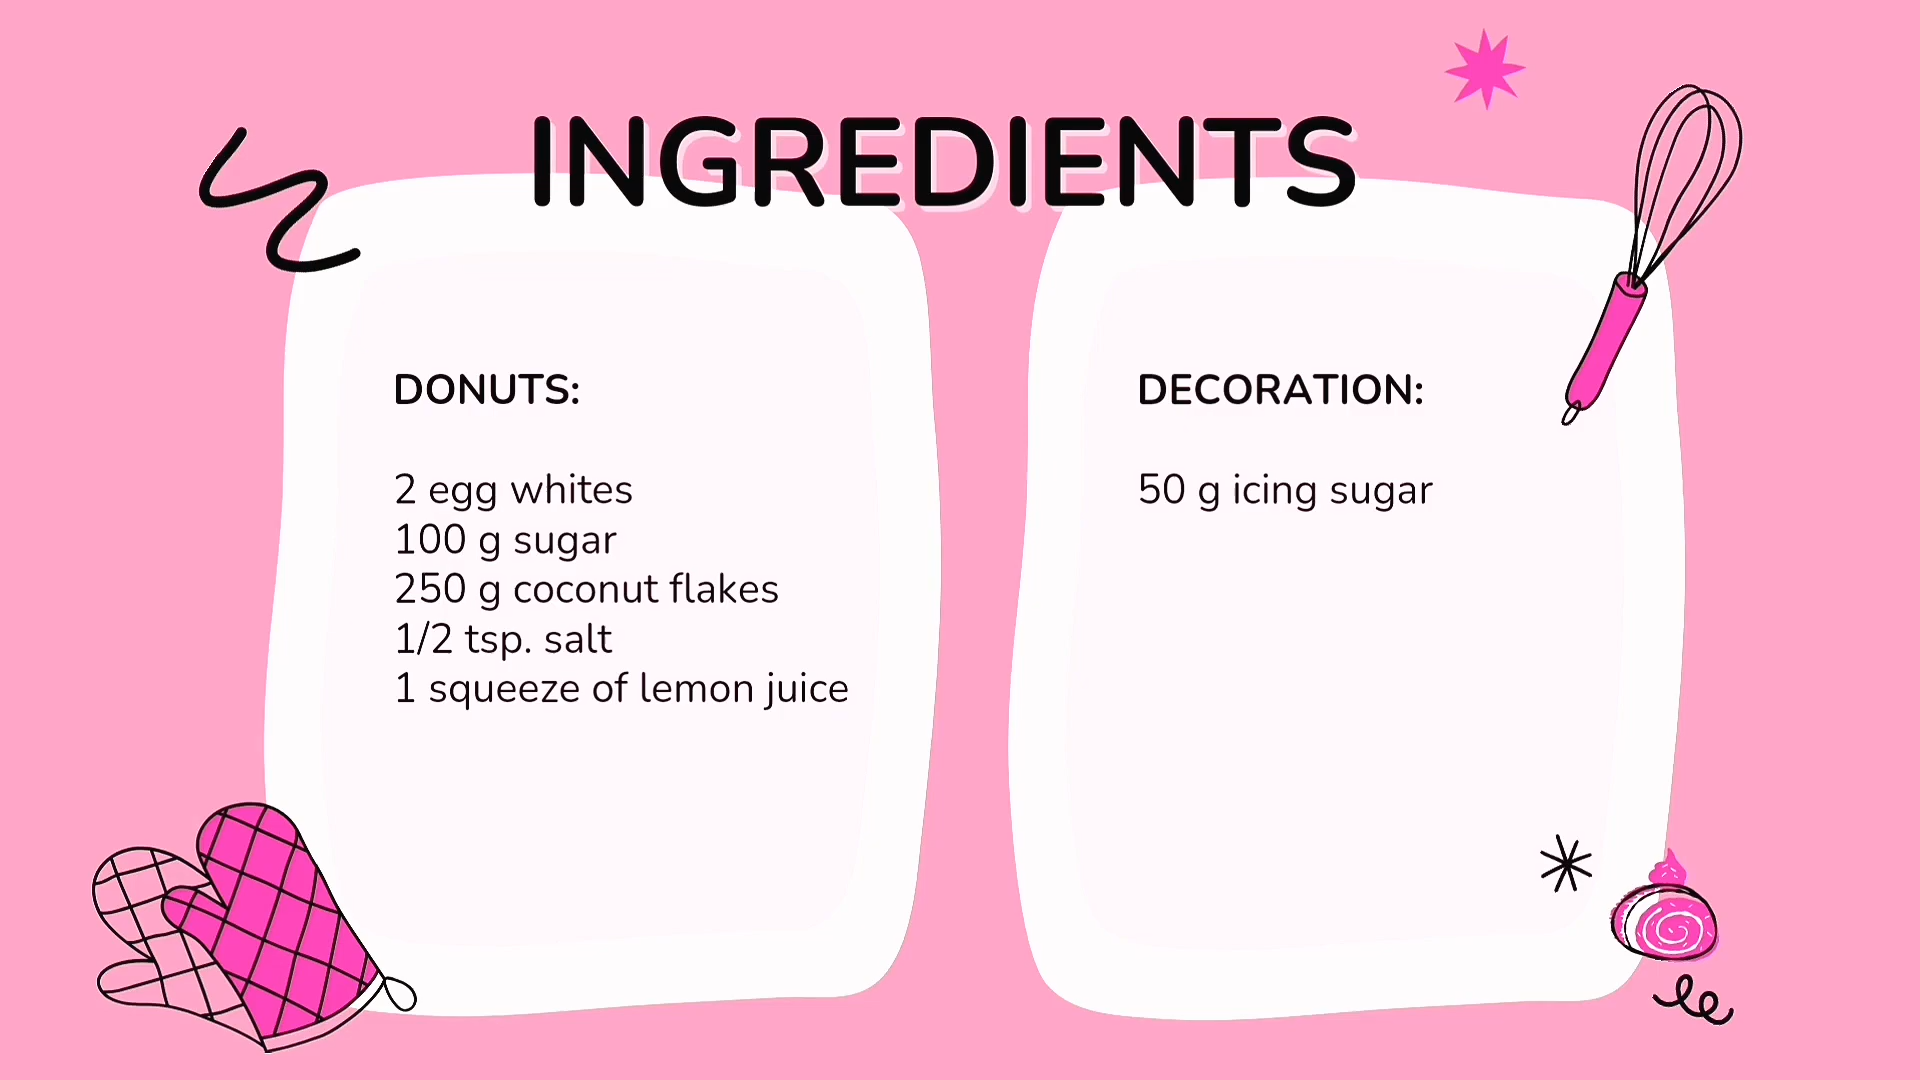 INGREDIENTS
DONUTS:
2 egg whites
100 g sugar
250 g coconut flakes
1/2 tsp. salt
1 squeeze of lemon juice
DECORATION:
50 g icing sugar